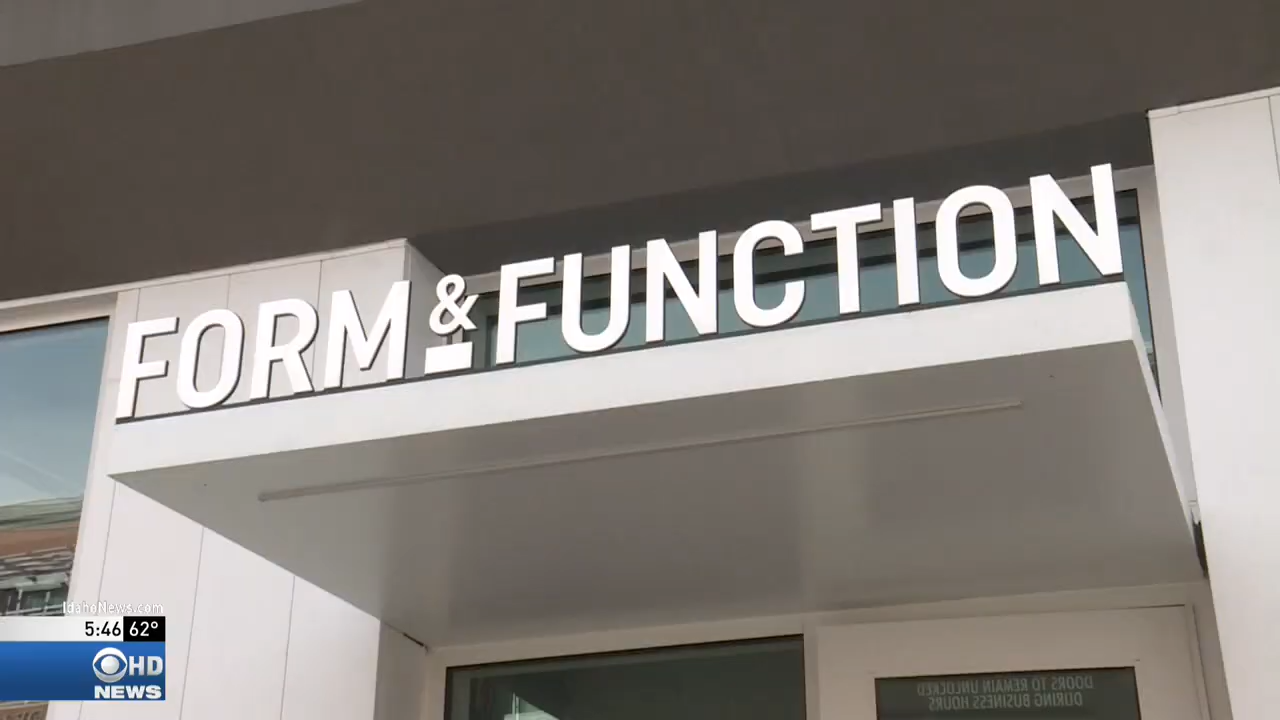 FORM & FUNCTION
IdahoNews.com
5:46 62°
HD
NEWS
DOORS TO REMAIN UNLOCKED
DURING BUSINESS HOURS